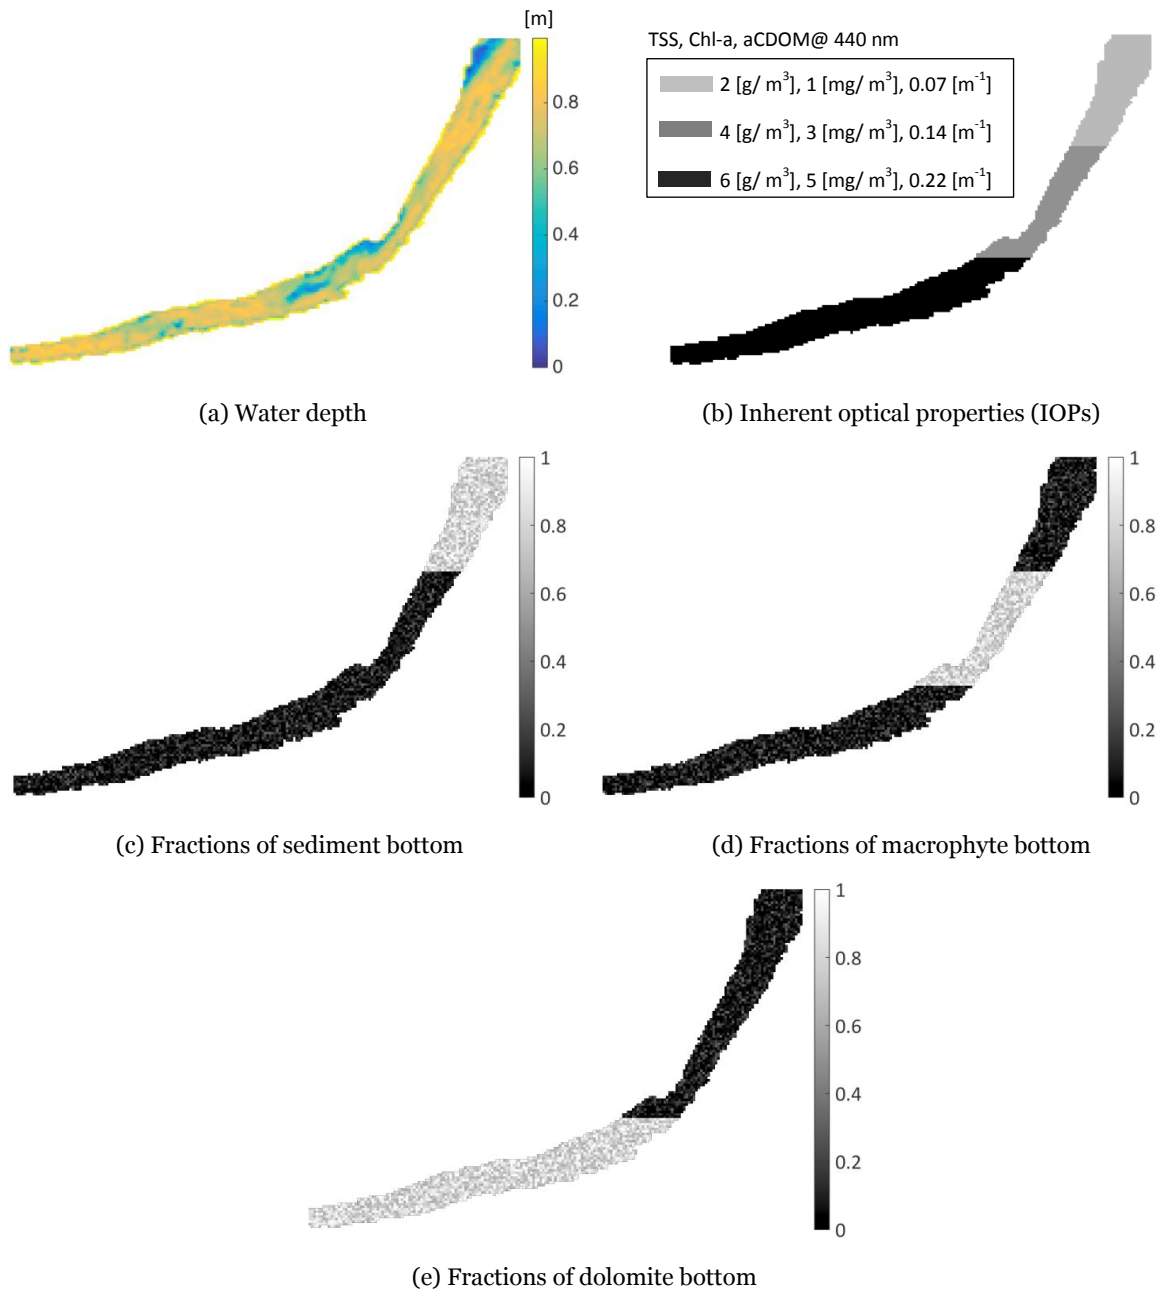 [m]
0.8
0.6
0.4
0.2
0
(a) Water depth
TSS, Chl-a, aCDOM@ 440 nm
2 [g/ m³], 1 [mg/ m³], 0.07 [m⁻¹]
4 [g/ m³], 3 [mg/ m³], 0.14 [m⁻¹]
6 [g/ m³], 5 [mg/ m³], 0.22 [m⁻¹]
(b) Inherent optical properties (IOPs)
1
0.8
0.6
0.4
0.2
0
(c) Fractions of sediment bottom
1
0.8
0.6
0.4
0.2
0
(d) Fractions of macrophyte bottom
1
0.8
0.6
0.4
0.2
0
(e) Fractions of dolomite bottom